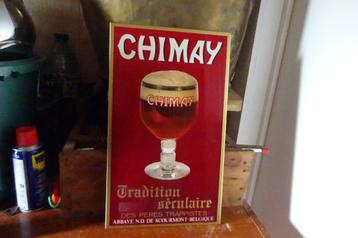 CHIMAY
CHIMAY
Tradition
séculaire
DES PERES TRAPPISTES
ABBAYE N.D. DE SCOURMONT-BELGIQUE